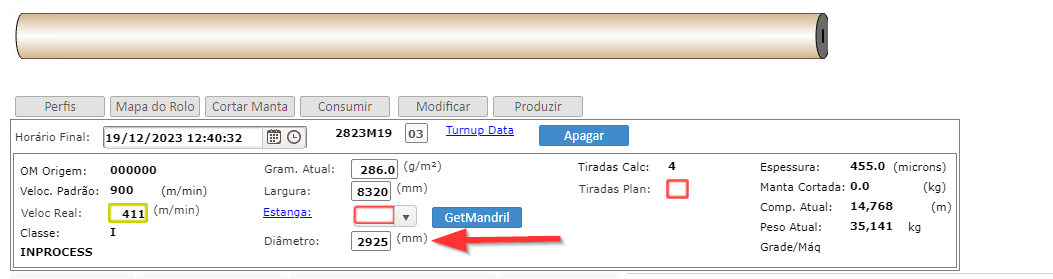 Perfis Mapa do Rolo Cortar Manta Consumir Modificar Produzir
Horário Final: 19/12/2023 12:40:32 2823M19 03 Turnup Data Apagar
OM Origem: 000000 Gram. Atual: 286.0 (g/m²) Tiradas Calc: 4 Espessura: 455.0 (microns)
Veloc. Padrão: 900 (m/min) Largura: 8320 (mm) Tiradas Plan: Manta Cortada: 0.0 (kg)
Veloc Real: 411 (m/min) Estanga: GetMandril Comp. Atual: 14,768 (m)
Classe: I Diâmetro: 2925 (mm) Peso Atual: 35,141 kg
INPROCESS Grade/Máq